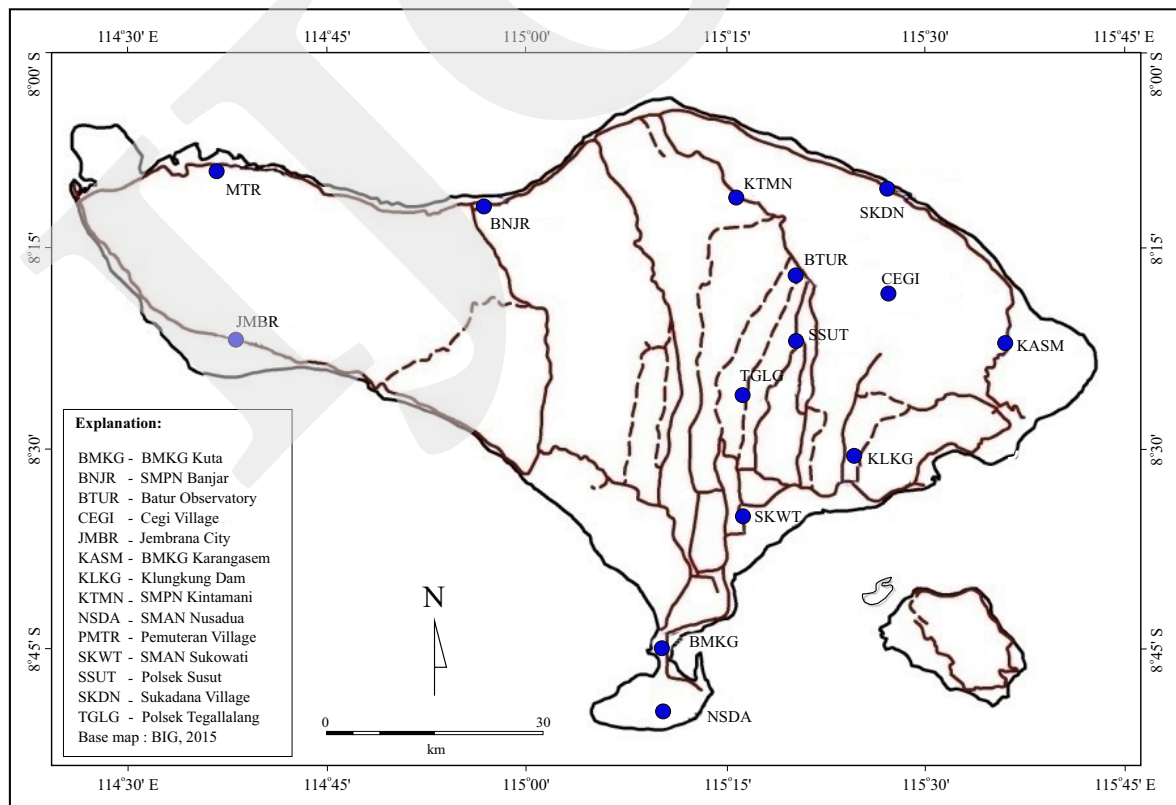 114°30' E
114°45' E
115°00' E
115°15' E
115°30' E
115°45' E
8°00' S
8°00' S
MTR
BNJR
KTMN
SKDN
8°15' S
8°15' S
BTUR
CEGI
JMBR
SSUT
KASM
TGLG
8°30' S
8°30' S
KLKG
SKWT
Explanation:
BMKG - BMKG Kuta
BNJR - SMPN Banjar
BTUR - Batur Observatory
CEGI - Cegi Village
JMBR - Jembrana City
KASM - BMKG Karangasem
KLKG - Klungkung Dam
KTMN - SMPN Kintamani
NSDA - SMAN Nusadua
PMTR - Pemuteran Village
SKWT - SMAN Sukowati
SSUT - Polsek Susut
SKDN - Sukadana Village
TGLG - Polsek Tegallalang
Base map : BIG, 2015
N
BMKG
8°45' S
8°45' S
NSDA
0 30
km
114°30' E
114°45' E
115°00' E
115°15' E
115°30' E
115°45' E